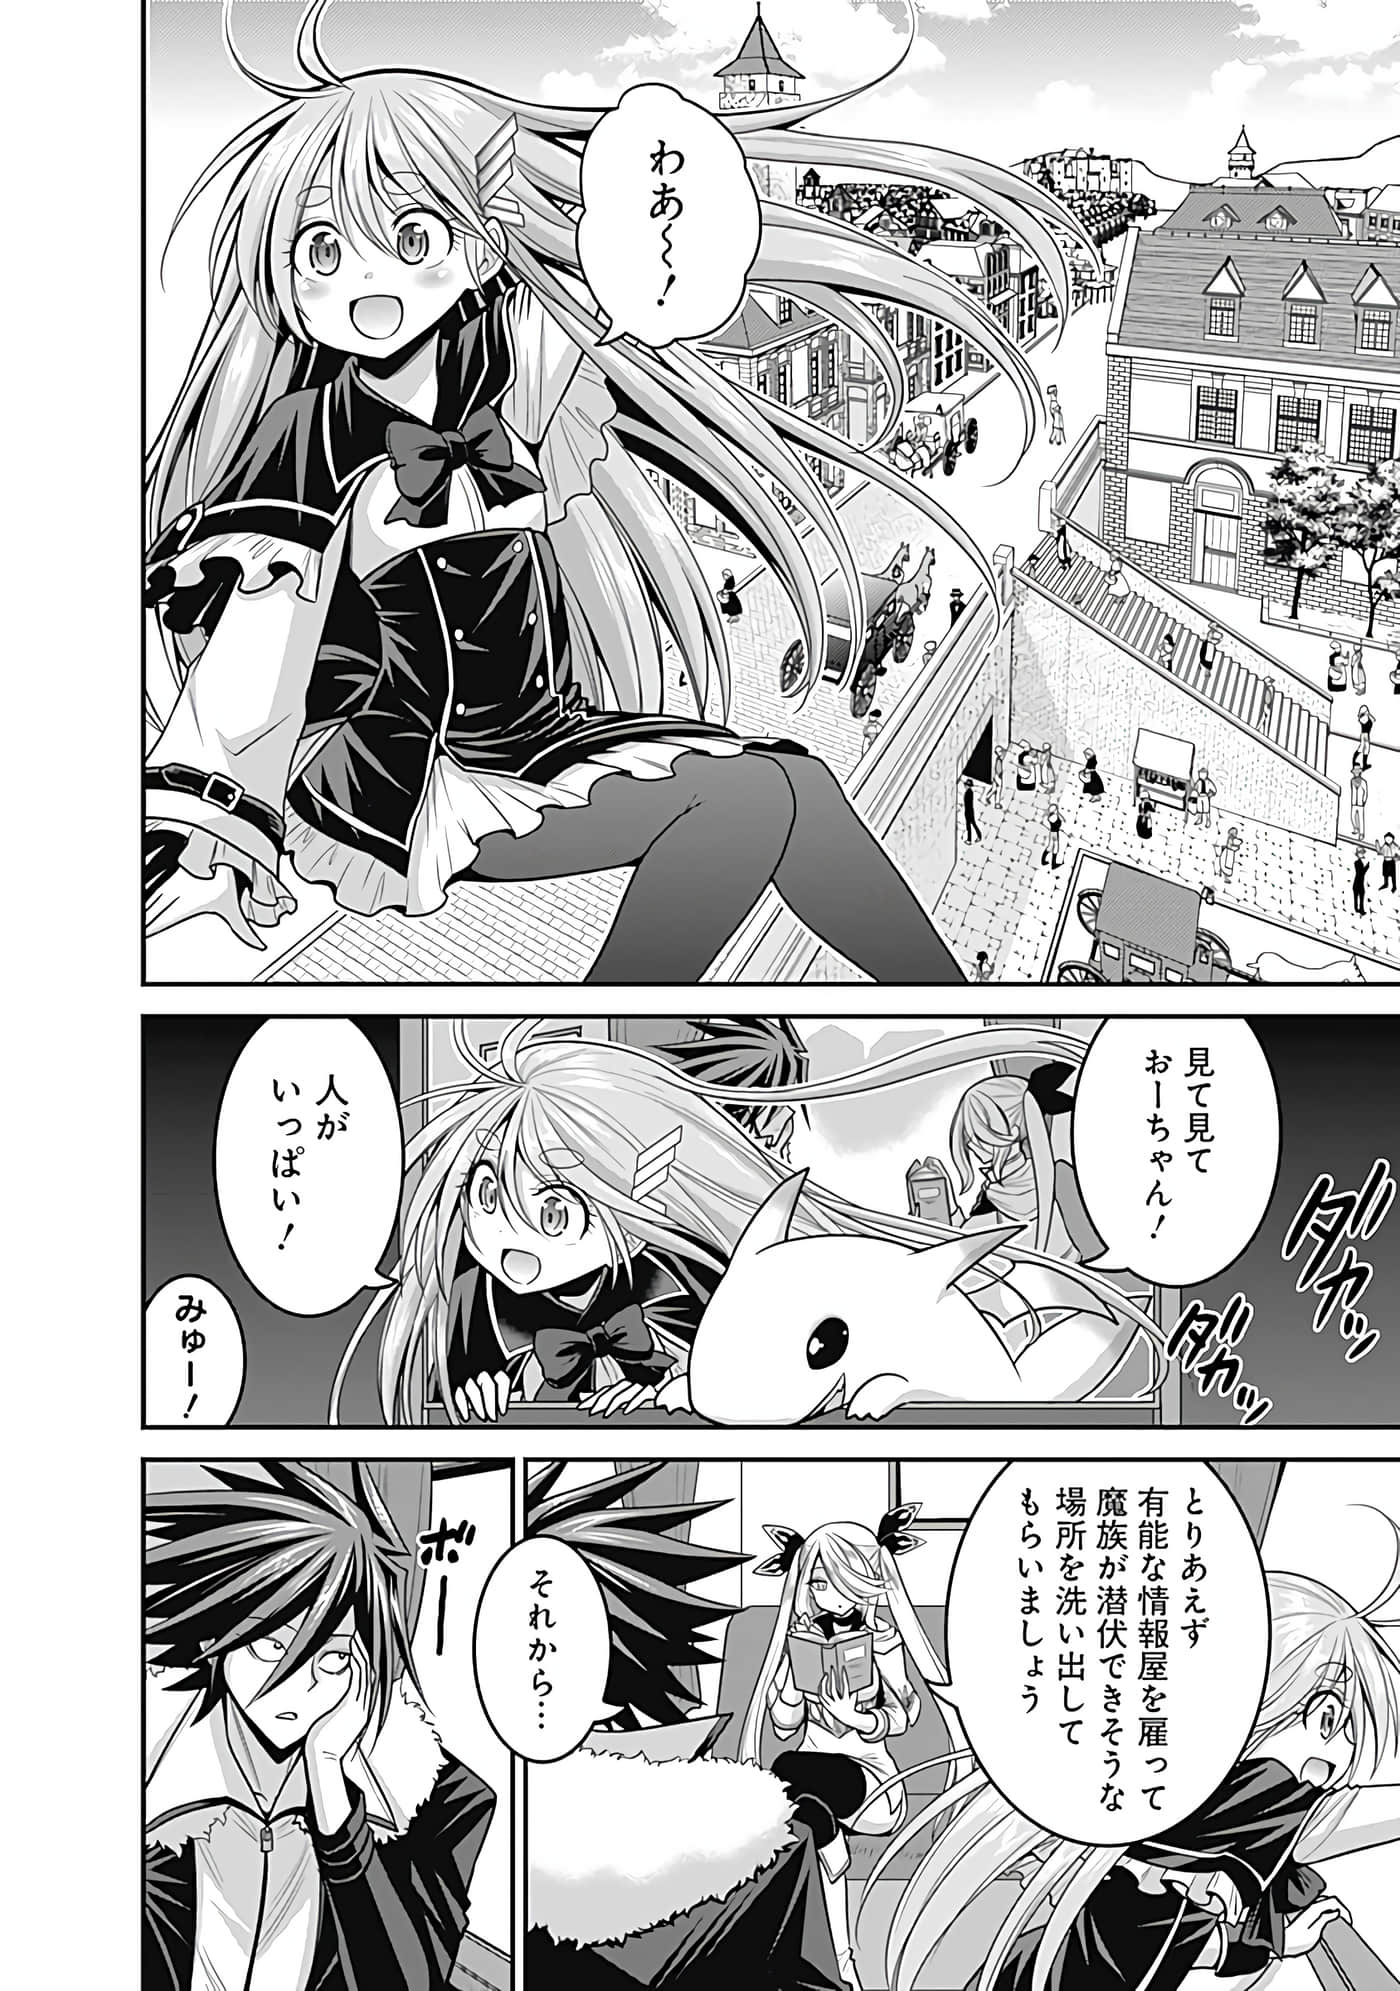 わあ～！
見て見て
おーちゃん！
ダカッ
ダカッ
人が
いっぱい！
みゅー！
とりあえず
有能な情報屋を雇って
魔族が潜伏できそうな
場所を洗い出して
もらいましょう
それから…
ボー